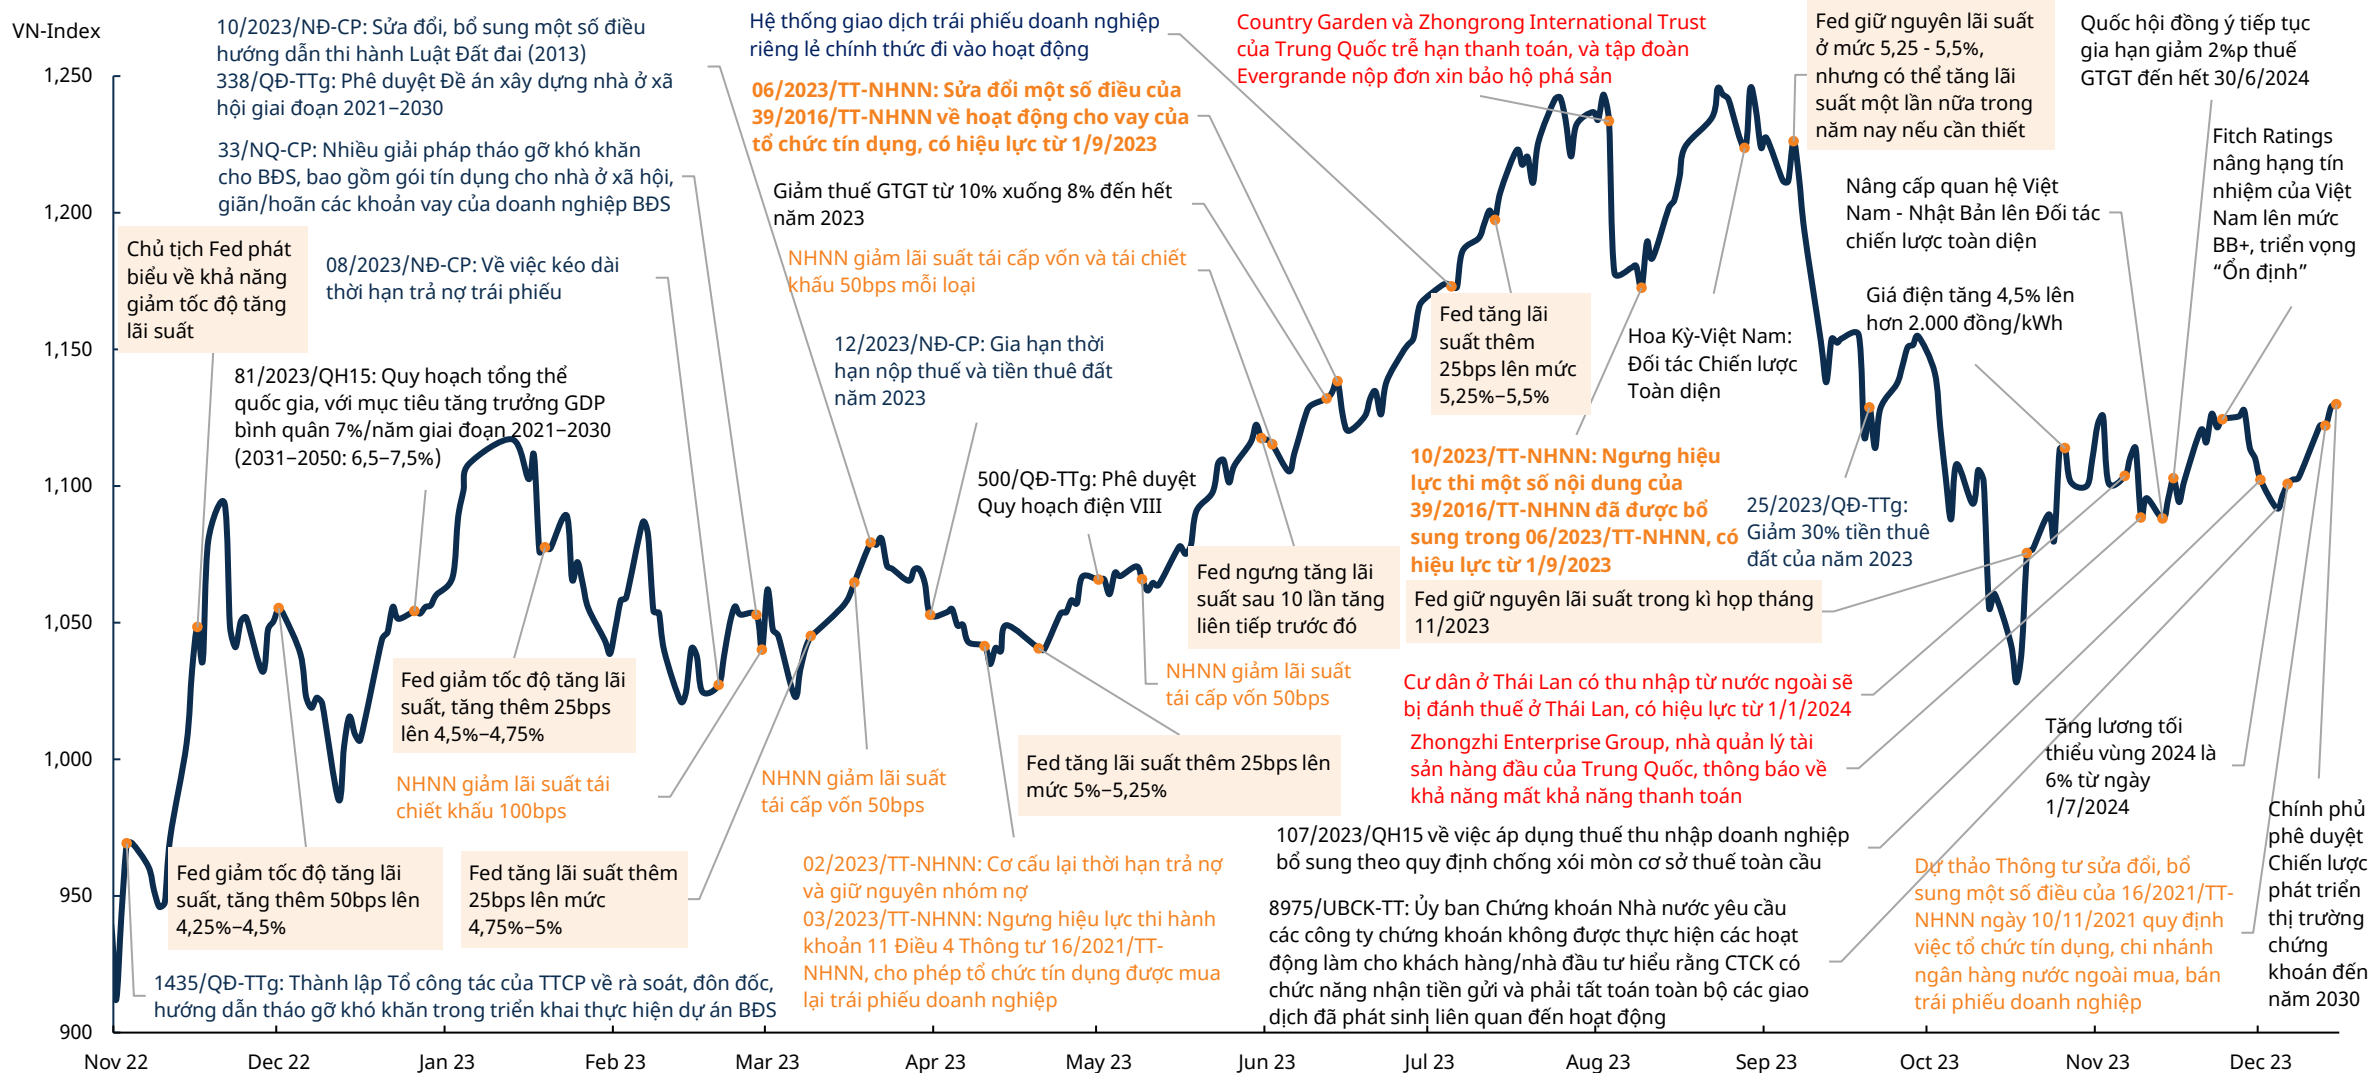 VN-Index
1,250
1,200
1,150
1,100
1,050
1,000
950
900
Nov 22
Dec 22
Jan 23
Feb 23
Mar 23
Apr 23
May 23
Jun 23
Jul 23
Aug 23
Sep 23
Oct 23
Nov 23
Dec 23
10/2023/NĐ-CP: Sửa đổi, bổ sung một số điều
hướng dẫn thi hành Luật Đất đai (2013)
338/QĐ-TTg: Phê duyệt Đề án xây dựng nhà ở xã
hội giai đoạn 2021–2030
33/NQ-CP: Nhiều giải pháp tháo gỡ khó khăn
cho BĐS, bao gồm gói tín dụng cho nhà ở xã hội,
giãn/hoãn các khoản vay của doanh nghiệp BĐS
Chủ tịch Fed phát
biểu về khả năng
giảm tốc độ tăng
lãi suất
08/2023/NĐ-CP: Về việc kéo dài
thời hạn trả nợ trái phiếu
81/2023/QH15: Quy hoạch tổng thể
quốc gia, với mục tiêu tăng trưởng GDP
bình quân 7%/năm giai đoạn 2021–2030
(2031–2050: 6,5–7,5%)
Fed giảm tốc độ tăng lãi
suất, tăng thêm 25bps
lên 4,5%–4,75%
NHNN giảm lãi suất tái
chiết khấu 100bps
Fed giảm tốc độ tăng lãi
suất, tăng thêm 50bps lên
4,25%–4,5%
Fed tăng lãi suất thêm
25bps lên mức
4,75%–5%
1435/QĐ-TTg: Thành lập Tổ công tác của TTCP về rà soát, đôn đốc,
hướng dẫn tháo gỡ khó khăn trong triển khai thực hiện dự án BĐS
Hệ thống giao dịch trái phiếu doanh nghiệp
riêng lẻ chính thức đi vào hoạt động
06/2023/TT-NHNN: Sửa đổi một số điều của
39/2016/TT-NHNN về hoạt động cho vay của
tổ chức tín dụng, có hiệu lực từ 1/9/2023
Giảm thuế GTGT từ 10% xuống 8% đến hết
năm 2023
NHNN giảm lãi suất tái cấp vốn và tái chiết
khấu 50bps mỗi loại
12/2023/NĐ-CP: Gia hạn thời
hạn nộp thuế và tiền thuê đất
năm 2023
500/QĐ-TTg: Phê duyệt
Quy hoạch điện VIII
Fed ngưng tăng lãi
suất sau 10 lần tăng
liên tiếp trước đó
NHNN giảm lãi suất
tái cấp vốn 50bps
NHNN giảm lãi suất
tái cấp vốn 50bps
Fed tăng lãi suất thêm 25bps lên
mức 5%–5,25%
02/2023/TT-NHNN: Cơ cấu lại thời hạn trả nợ
và giữ nguyên nhóm nợ
03/2023/TT-NHNN: Ngưng hiệu lực thi hành
khoản 11 Điều 4 Thông tư 16/2021/TT-
NHNN, cho phép tổ chức tín dụng được mua
lại trái phiếu doanh nghiệp
Country Garden và Zhongrong International Trust
của Trung Quốc trễ hạn thanh toán, và tập đoàn
Evergrande nộp đơn xin bảo hộ phá sản
Fed tăng lãi
suất thêm
25bps lên mức
5,25%–5,5%
Hoa Kỳ-Việt Nam:
Đối tác Chiến lược
Toàn diện
10/2023/TT-NHNN: Ngưng hiệu
lực thi một số nội dung của
39/2016/TT-NHNN đã được bổ
sung trong 06/2023/TT-NHNN, có
hiệu lực từ 1/9/2023
25/2023/QĐ-TTg:
Giảm 30% tiền thuê
đất của năm 2023
Fed giữ nguyên lãi suất trong kì họp tháng
11/2023
Cư dân ở Thái Lan có thu nhập từ nước ngoài sẽ
bị đánh thuế ở Thái Lan, có hiệu lực từ 1/1/2024
Zhongzhi Enterprise Group, nhà quản lý tài
sản hàng đầu của Trung Quốc, thông báo về
khả năng mất khả năng thanh toán
107/2023/QH15 về việc áp dụng thuế thu nhập doanh nghiệp
bổ sung theo quy định chống xói mòn cơ sở thuế toàn cầu
8975/UBCK-TT: Ủy ban Chứng khoán Nhà nước yêu cầu
các công ty chứng khoán không được thực hiện các hoạt
động làm cho khách hàng/nhà đầu tư hiểu rằng CTCK có
chức năng nhận tiền gửi và phải tất toán toàn bộ các giao
dịch đã phát sinh liên quan đến hoạt động
Fed giữ nguyên lãi suất
ở mức 5,25 - 5,5%,
nhưng có thể tăng lãi
suất một lần nữa trong
năm nay nếu cần thiết
Quốc hội đồng ý tiếp tục
gia hạn giảm 2%p thuế
GTGT đến hết 30/6/2024
Fitch Ratings
nâng hạng tín
nhiệm của Việt
Nam lên mức
BB+, triển vọng
“Ổn định”
Nâng cấp quan hệ Việt
Nam - Nhật Bản lên Đối tác
chiến lược toàn diện
Giá điện tăng 4,5% lên
hơn 2.000 đồng/kWh
Tăng lương tối
thiểu vùng 2024 là
6% từ ngày
1/7/2024
Dự thảo Thông tư sửa đổi, bổ
sung một số điều của 16/2021/TT-
NHNN ngày 10/11/2021 quy định
việc tổ chức tín dụng, chi nhánh
ngân hàng nước ngoài mua, bán
trái phiếu doanh nghiệp
Chính phủ
phê duyệt
Chiến lược
phát triển
thị trường
chứng
khoán đến
năm 2030